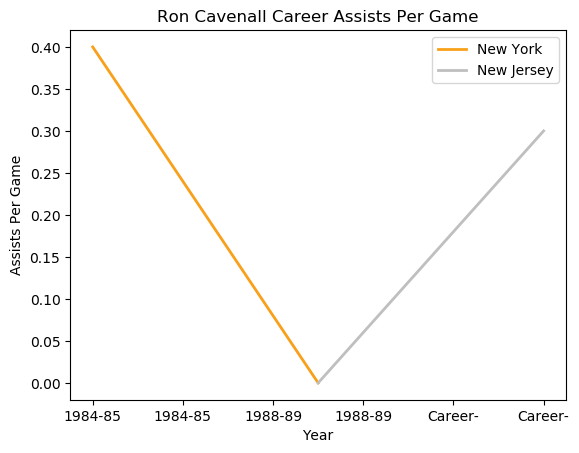 Ron Cavenall Career Assists Per Game
New York
New Jersey
Assists Per Game
0.40
0.35
0.30
0.25
0.20
0.15
0.10
0.05
0.00
1984-85 1984-85 1988-89 1988-89 Career- Career-
Year